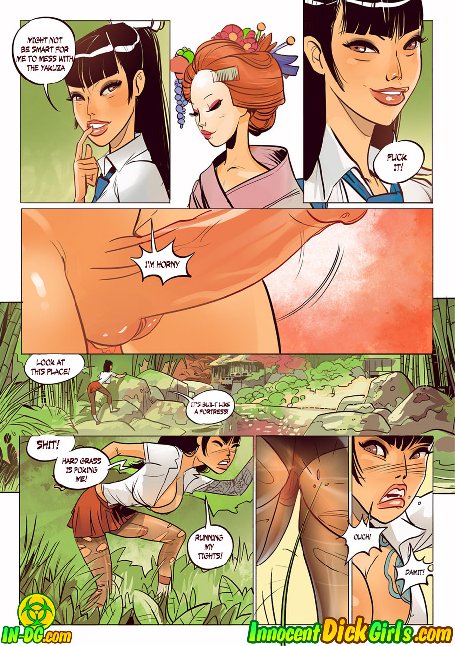 MIGHT NOT
BE SMART FOR
ME TO MESS WITH
THE YAKUZA
FUCK
IT!
I'M HORNY
LOOK AT
THIS PLACE!
IT'S BUILT LIKE
A FORTRESS!
SHIT!
HARD GRASS
IS POKING
ME!
RUINING
MY
TIGHTS!
OUCH!
DAMIT!
IN-DG.com
InnocentDickGirls.com